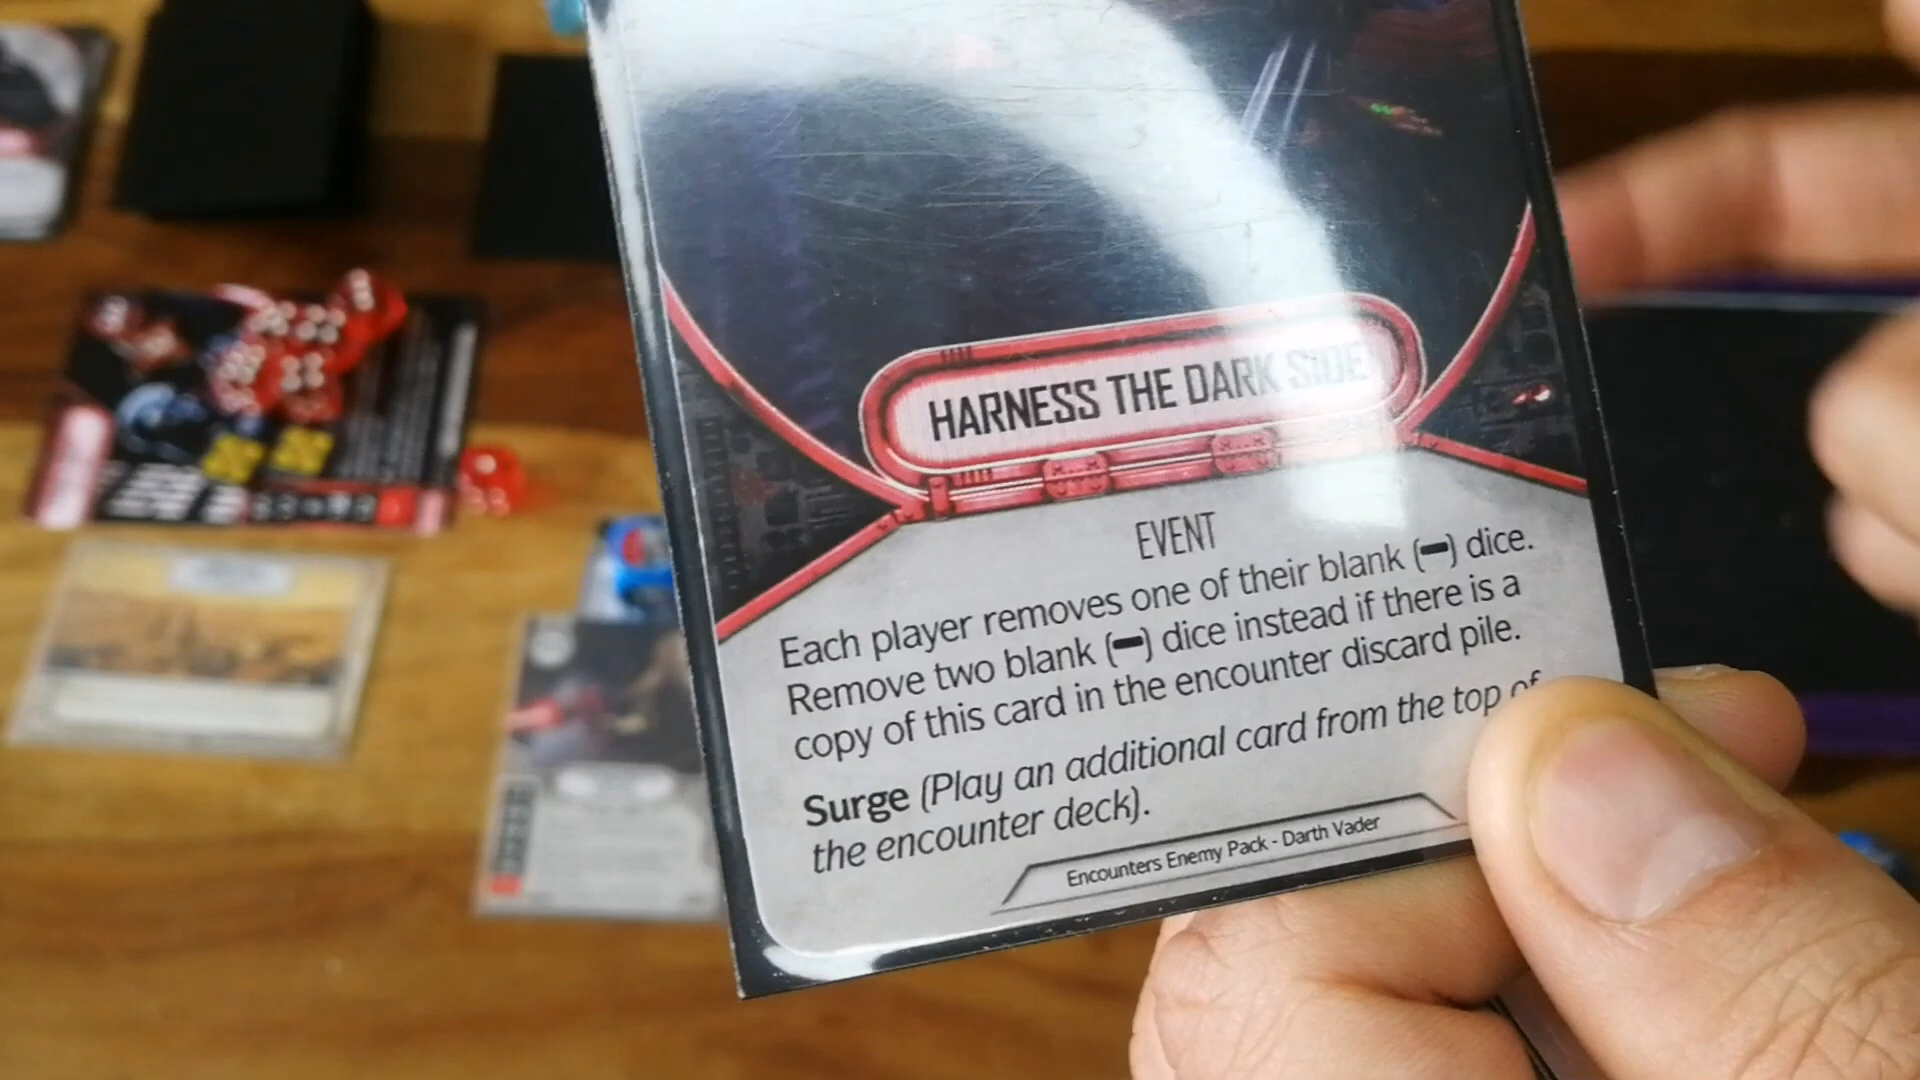 HARNESS THE DARK SIDE
EVENT
Each player removes one of their blank (-) dice.
Remove two blank (-) dice instead if there is a
copy of this card in the encounter discard pile.
Surge (Play an additional card from the top of
the encounter deck).
Encounters Enemy Pack - Darth Vader